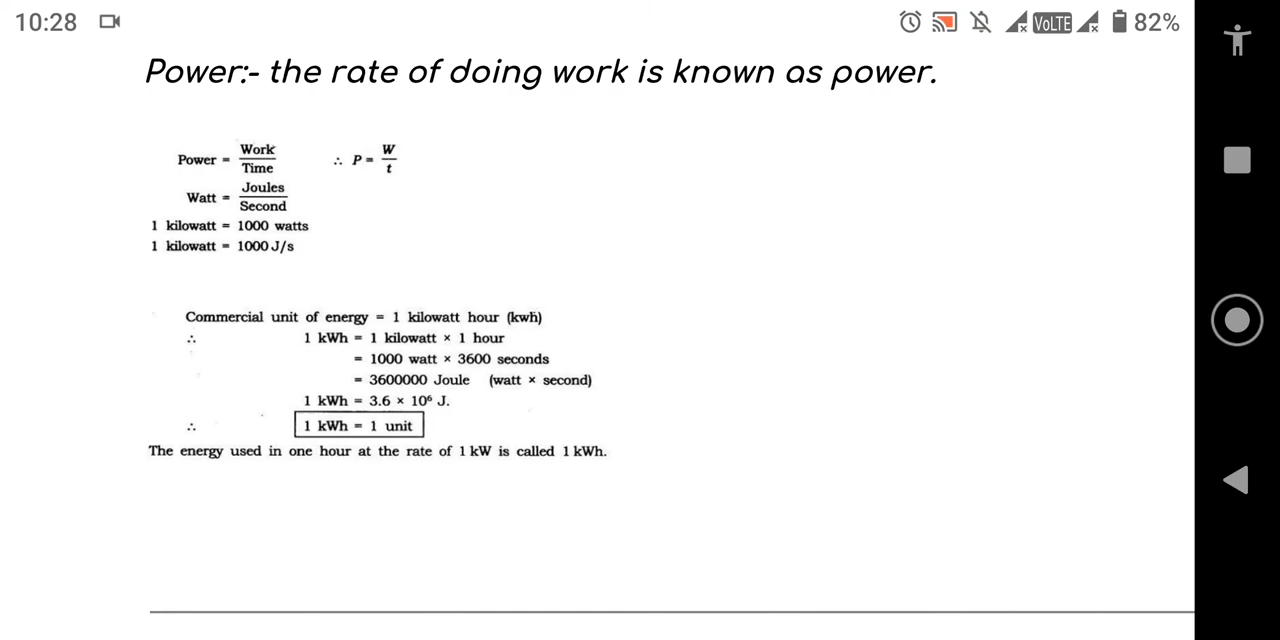 10:28 VoLTE 82%
Power:- the rate of doing work is known as power.
Power = Work / Time ∴ P = W / t
Watt = Joules / Second
1 kilowatt = 1000 watts
1 kilowatt = 1000 J/s
Commercial unit of energy = 1 kilowatt hour (kwh)
∴ 1 kWh = 1 kilowatt × 1 hour
= 1000 watt × 3600 seconds
= 3600000 Joule (watt × second)
1 kWh = 3.6 × 10⁶ J.
∴ 1 kWh = 1 unit
The energy used in one hour at the rate of 1 kW is called 1 kWh.